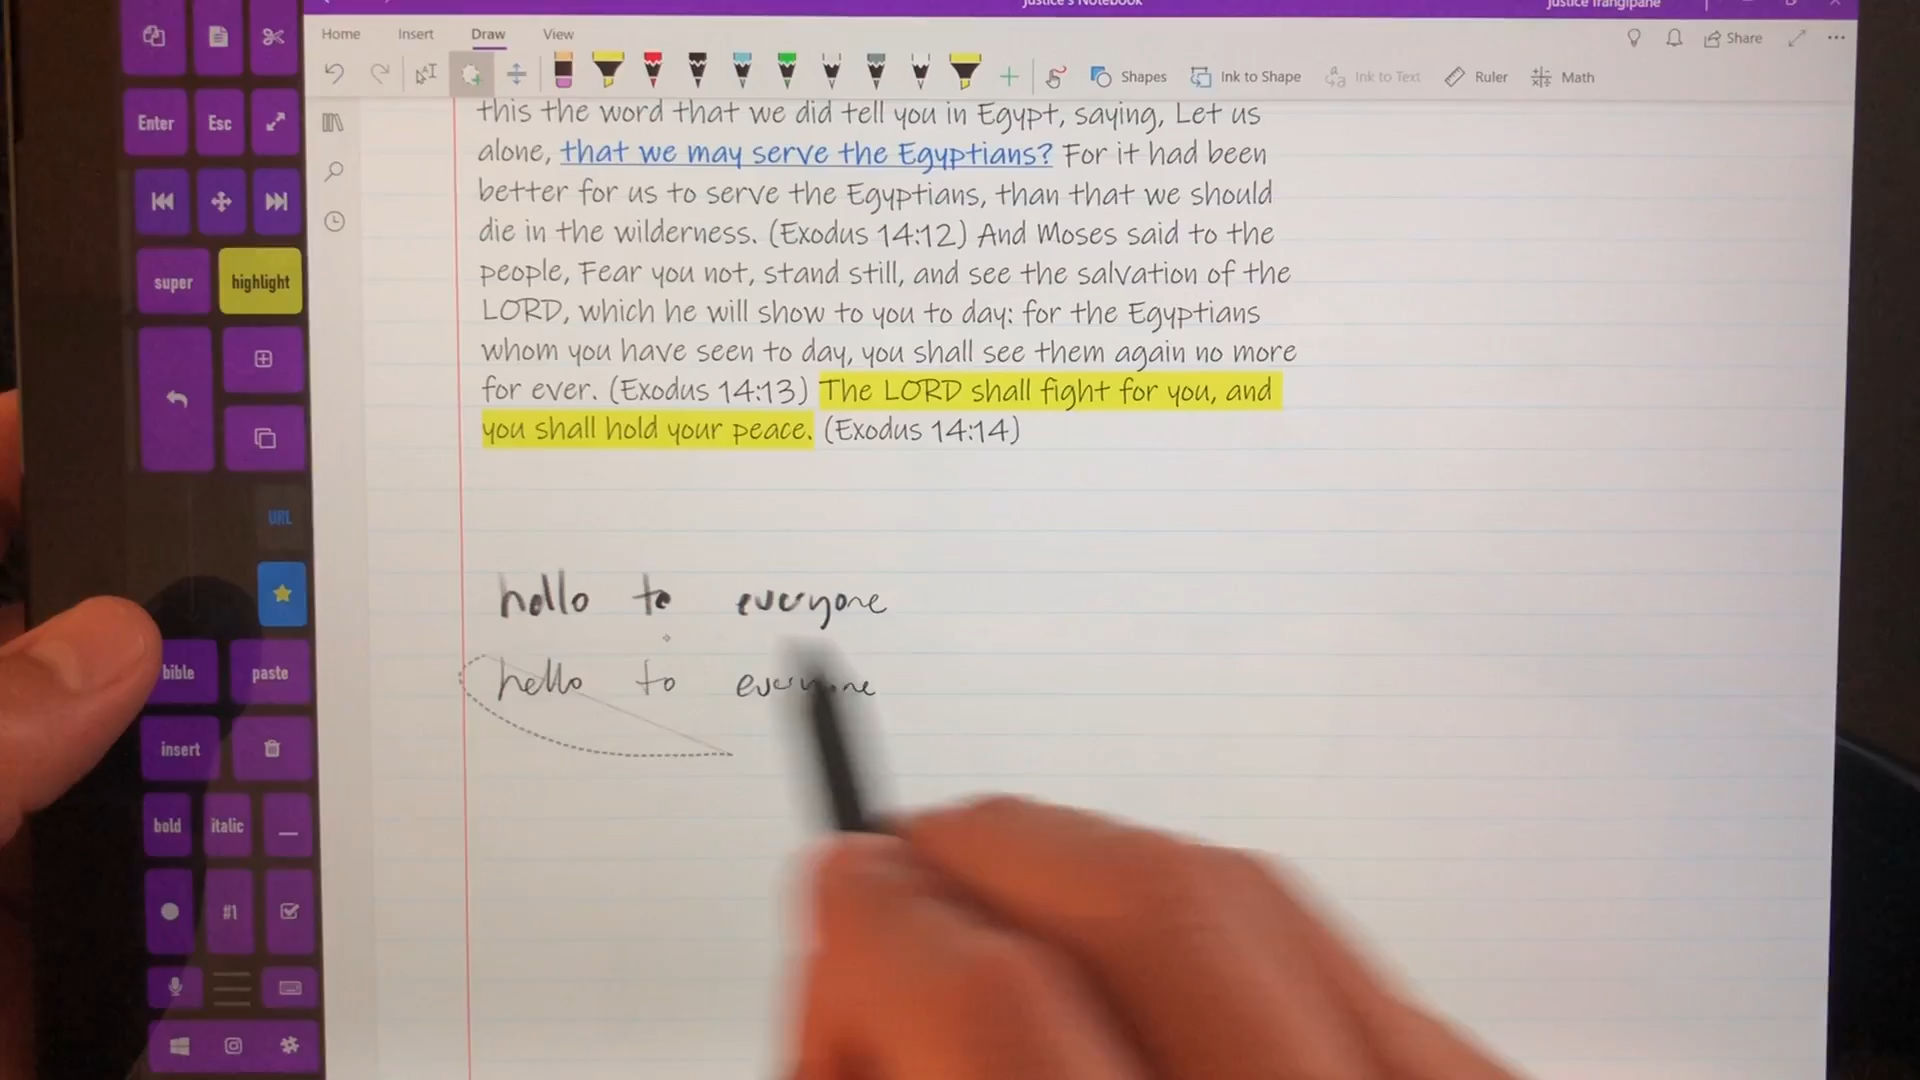 Justice's Notebook
Justice frangipane
Home Insert Draw View
Share
Shapes Ink to Shape Ink to Text Ruler Math
Enter Esc
super highlight
URL
bible paste
insert
bold italic
#1
this the word that we did tell you in Egypt, saying, Let us
alone, that we may serve the Egyptians? For it had been
better for us to serve the Egyptians, than that we should
die in the wilderness. (Exodus 14:12) And Moses said to the
people, Fear you not, stand still, and see the salvation of the
LORD, which he will show to you to day: for the Egyptians
whom you have seen to day, you shall see them again no more
for ever. (Exodus 14:13) The LORD shall fight for you, and
you shall hold your peace. (Exodus 14:14)
hello to everyone
hello to everyone